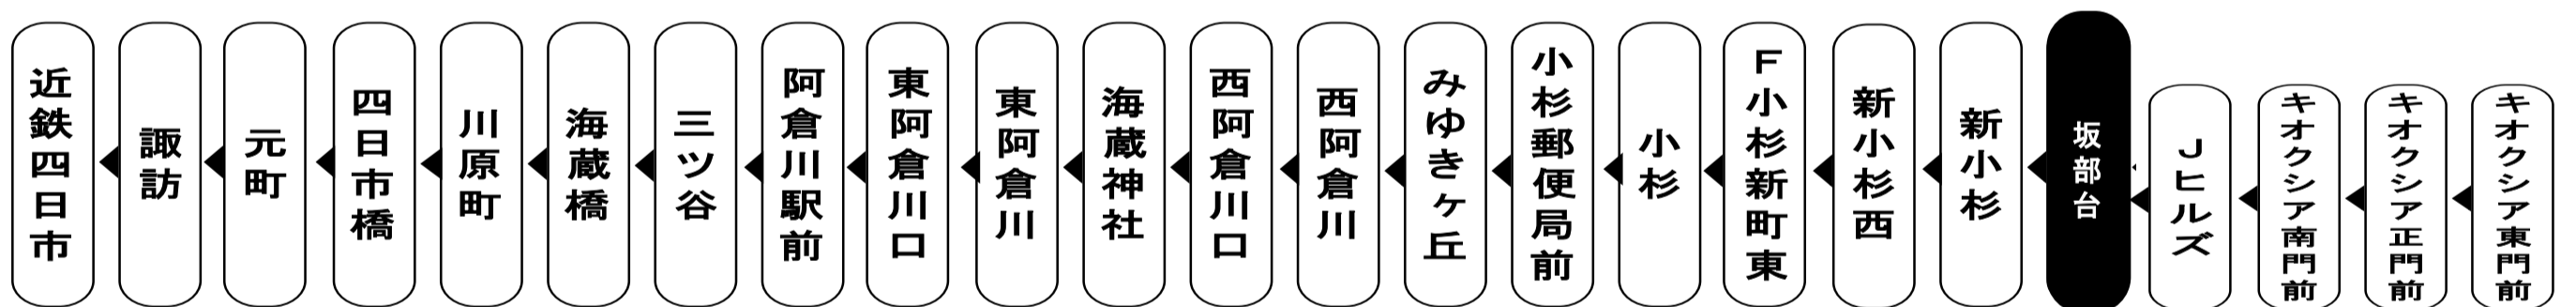 近鉄四日市
諏訪
元町
四日市橋
川原町
海蔵橋
三ツ谷
阿倉川駅前
東阿倉川口
東阿倉川
海蔵神社
西阿倉川口
西阿倉川
みゆきヶ丘
小杉郵便局前
小杉
F小杉新町東
新小杉西
新小杉
坂部台
Jヒルズ
キオクシア南門前
キオクシア正門前
キオクシア東門前